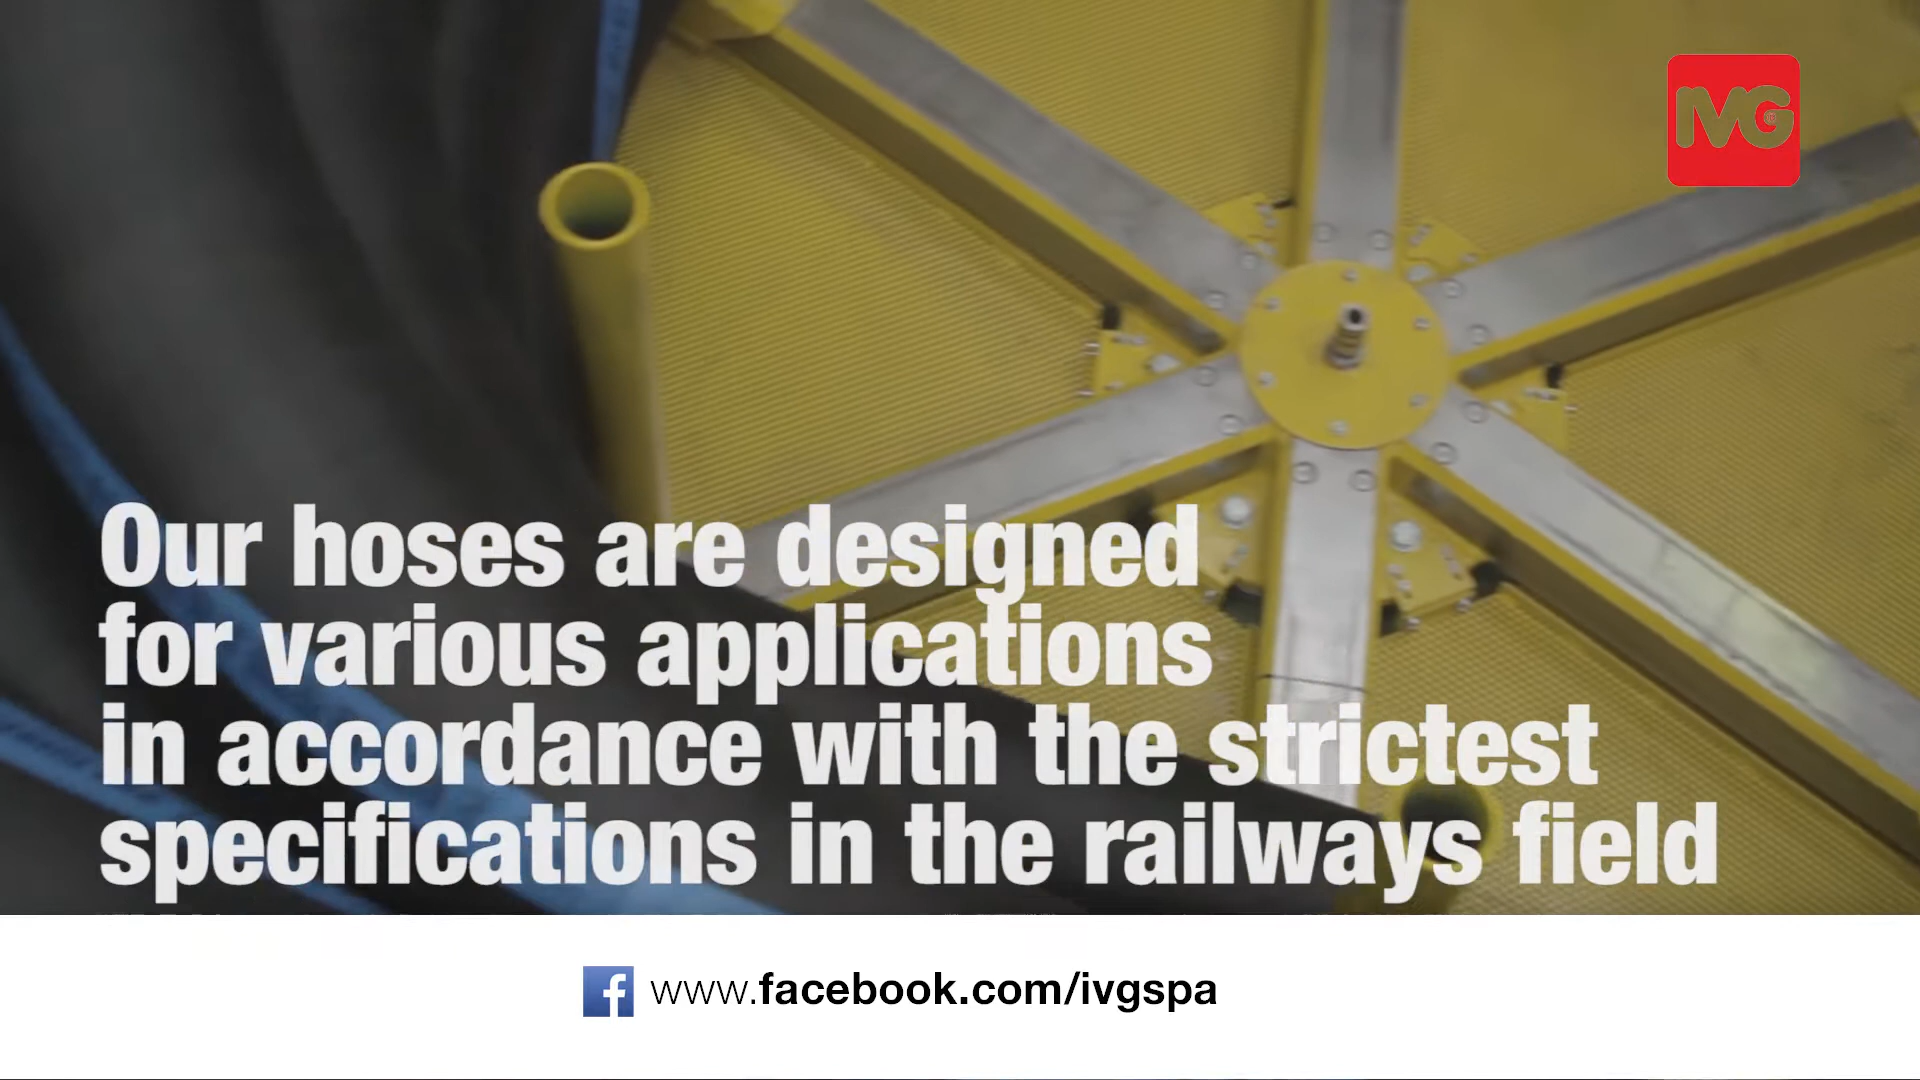 IVG
Our hoses are designed
for various applications
in accordance with the strictest
specifications in the railways field
www.facebook.com/ivgspa